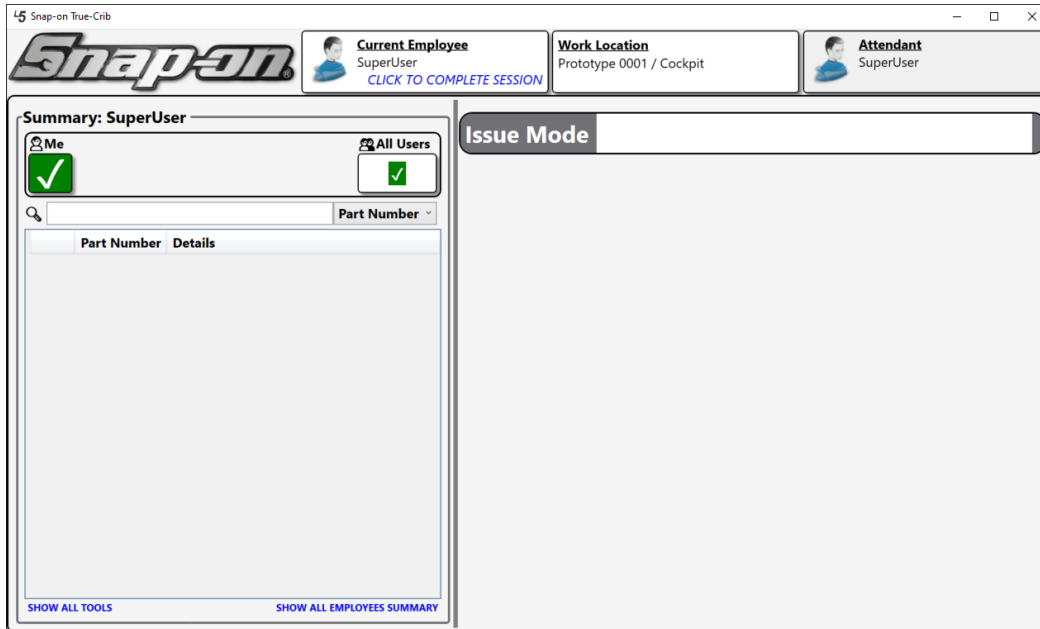 Snap-on True-Crib
Snap-on
Current Employee
SuperUser
CLICK TO COMPLETE SESSION
Work Location
Prototype 0001 / Cockpit
Attendant
SuperUser
Summary: SuperUser
Me
All Users
Part Number
Part Number Details
SHOW ALL TOOLS
SHOW ALL EMPLOYEES SUMMARY
Issue Mode